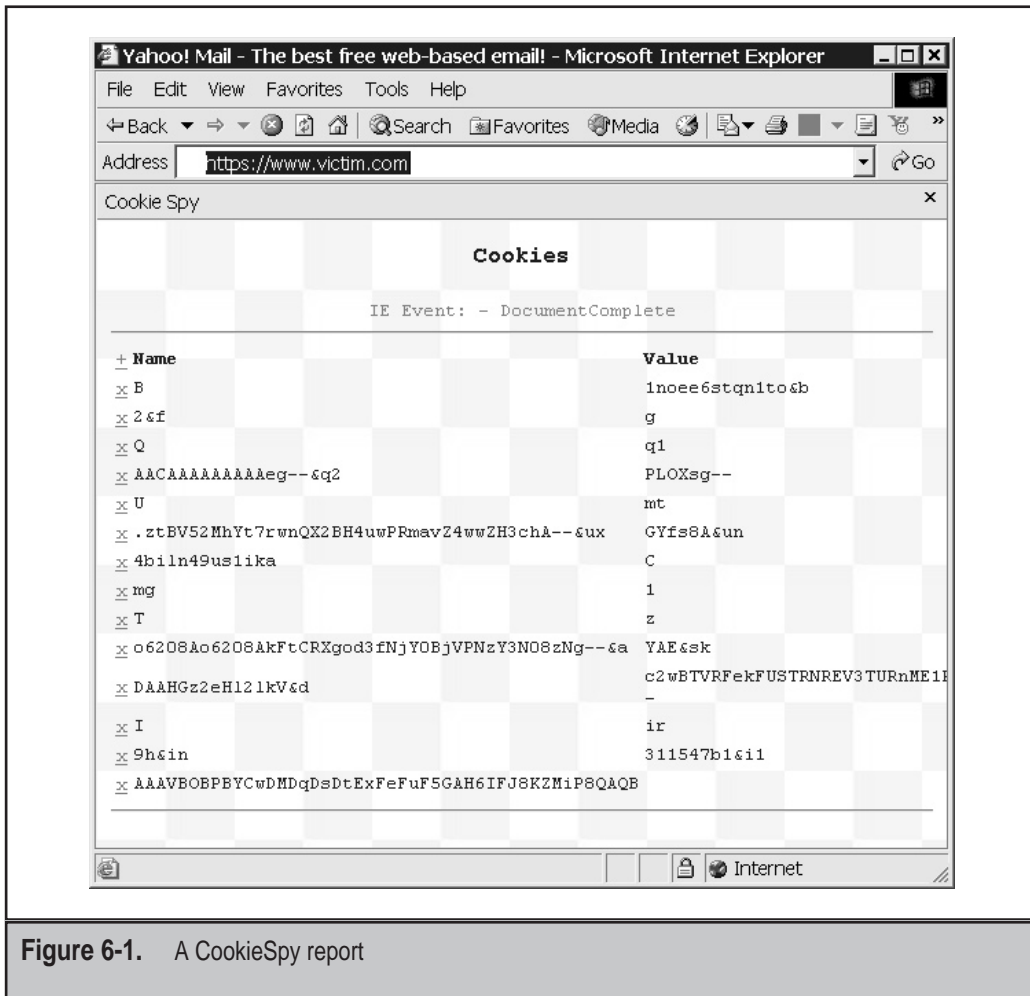 Yahoo! Mail - The best free web-based email! - Microsoft Internet Explorer
File Edit View Favorites Tools Help
Back Search Favorites Media »
Address https://www.victim.com Go
Cookie Spy x
Cookies
IE Event: - DocumentComplete
+ Name Value
x B 1noee6stqn1to&b
x 2&f g
x Q q1
x AACAAAAAAAAAeg--&q2 PLOXsg--
x U mt
x .ztBV52MhYt7rwnQX2BH4uwPRmavZ4wwZH3chA--&ux GYfs8A&un
x 4biln49us1ika C
x mg 1
x T z
x o62O8Ao62O8AkFtCRXgod3fNjYOBjVPNzY3NO8zNg--&a YAE&sk
x DAAHGz2eHl2lkV&d c2wBTVRFekFUSTRNREV3TURnME1
-
x I ir
x 9h&in 311547b1&i1
x AAAVBOBPBYCwDMDqDsDtExFeFuF5GAH6IFJ8KZMiP8QAQB
Internet
Figure 6-1. A CookieSpy report